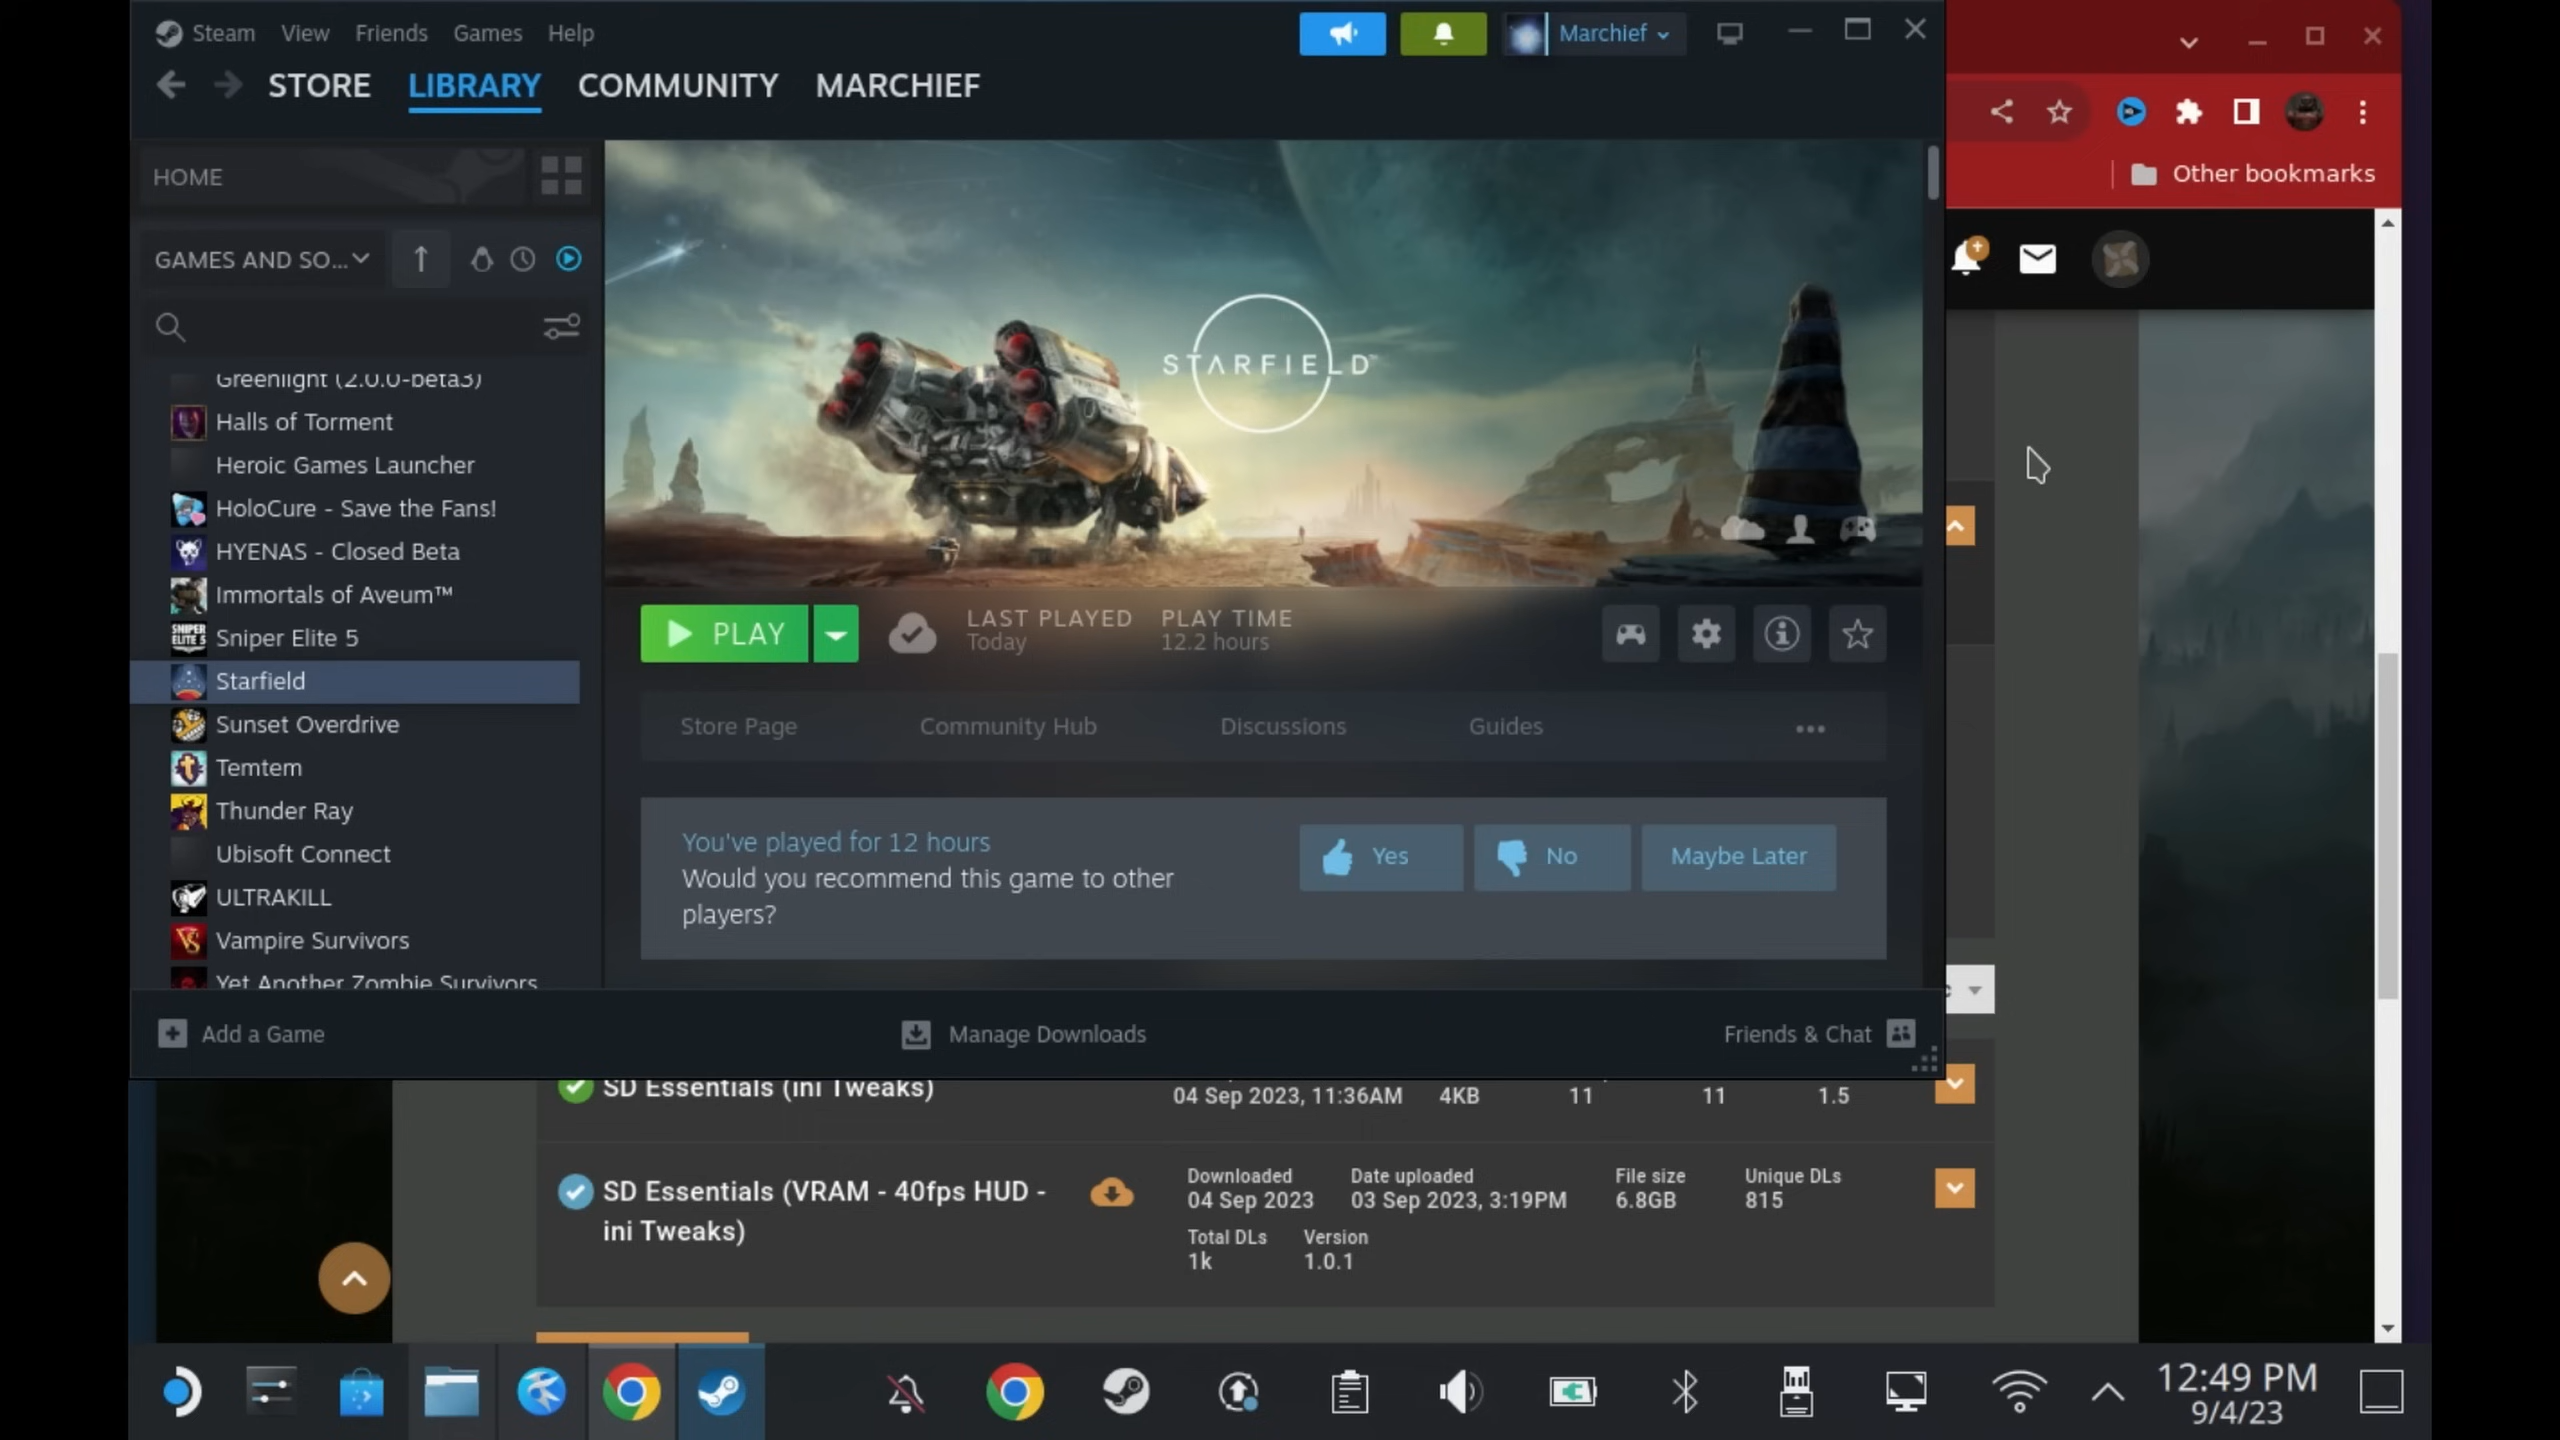 Steam View Friends Games Help
Marchief
STORE LIBRARY COMMUNITY MARCHIEF
Other bookmarks
HOME
GAMES AND SO...
STARFIELD™
Greenlight (2.0.0-beta3)
Halls of Torment
Heroic Games Launcher
HoloCure - Save the Fans!
HYENAS - Closed Beta
Immortals of Aveum™
SNIPER ELITE 5
Sniper Elite 5
Starfield
Sunset Overdrive
Temtem
Thunder Ray
Ubisoft Connect
ULTRAKILL
VS
Vampire Survivors
Yet Another Zombie Survivors
PLAY
LAST PLAYED
Today
PLAY TIME
12.2 hours
Store Page Community Hub Discussions Guides
You've played for 12 hours
Would you recommend this game to other
players?
Yes No Maybe Later
Add a Game
Manage Downloads
Friends & Chat
SD Essentials (ini Tweaks)
04 Sep 2023, 11:36AM 4KB 11 11 1.5
SD Essentials (VRAM - 40fps HUD -
ini Tweaks)
Downloaded Date uploaded File size Unique DLs
04 Sep 2023 03 Sep 2023, 3:19PM 6.8GB 815
Total DLs Version
1k 1.0.1
12:49 PM
9/4/23